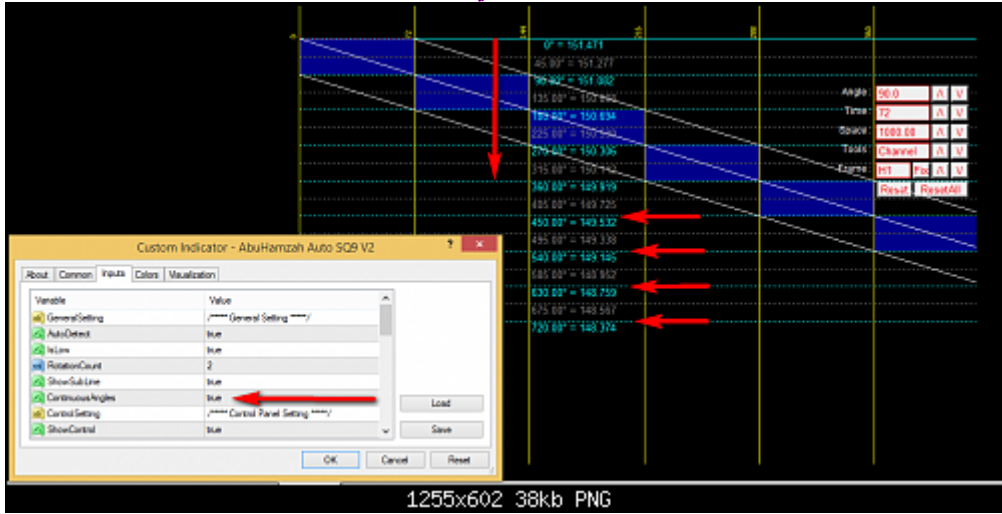 72
144
288
0° = 151.471
45.00° = 151.277
90.00° = 151.082
135.00° =
180.00° = 150.694
225.00° =
270.00° = 150.306
315.00° =
360.00° = 149.919
405.00° = 149.725
450.00° = 149.532
495.00° = 149.338
540.00° = 149.145
585.00° = 148.952
630.00° = 148.759
675.00° = 148.567
720.00° = 148.374
Angle 90.0 /\ V
Time 72 /\ V
Space 1000.00 /\ V
Tools Channel /\ V
Frame H1 Fix /\ V
Reset ResetAll
Custom Indicator - AbuHamzah Auto SQ9 V2 ? ×
About Common Inputs Colors Visualization
Variable Value
ab GeneralSetting /***** General Setting *****/
AutoDetect true
IsLow true
RotationCount 2
ShowSubLine true
ContinuousAngles true
ab ControlSetting /***** Control Panel Setting *****/
ShowControl true
Load
Save
OK Cancel Reset
1255x602 38kb PNG